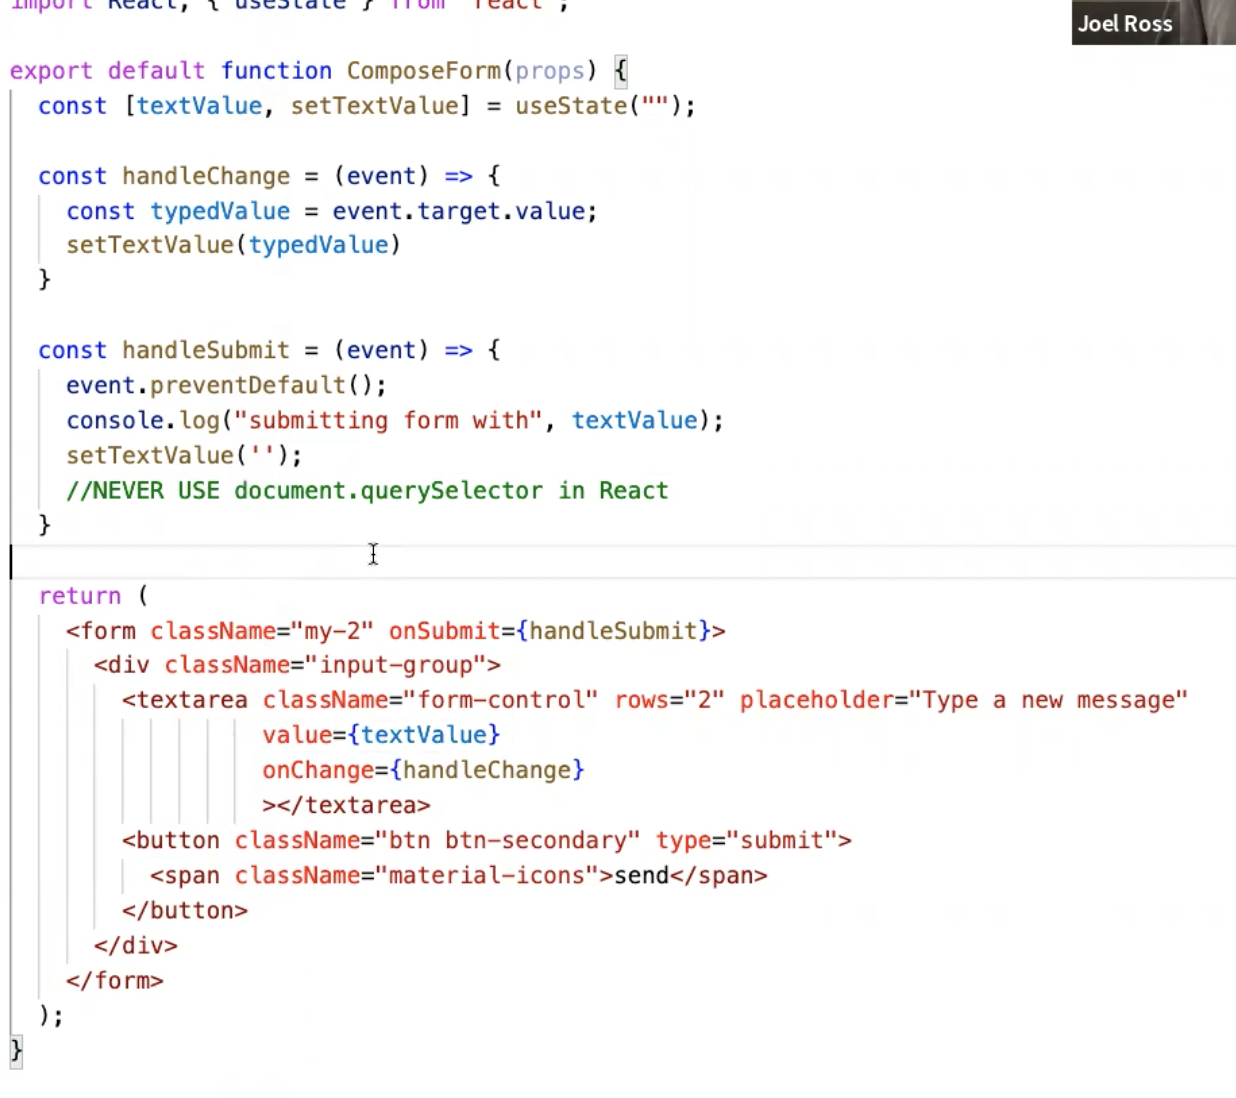 import React, { useState } from 'react';
Joel Ross
export default function ComposeForm(props) {
const [textValue, setTextValue] = useState("");
const handleChange = (event) => {
const typedValue = event.target.value;
setTextValue(typedValue)
}
const handleSubmit = (event) => {
event.preventDefault();
console.log("submitting form with", textValue);
setTextValue('');
//NEVER USE document.querySelector in React
}
return (
<form className="my-2" onSubmit={handleSubmit}>
<div className="input-group">
<textarea className="form-control" rows="2" placeholder="Type a new message"
value={textValue}
onChange={handleChange}
></textarea>
<button className="btn btn-secondary" type="submit">
<span className="material-icons">send</span>
</button>
</div>
</form>
);
}